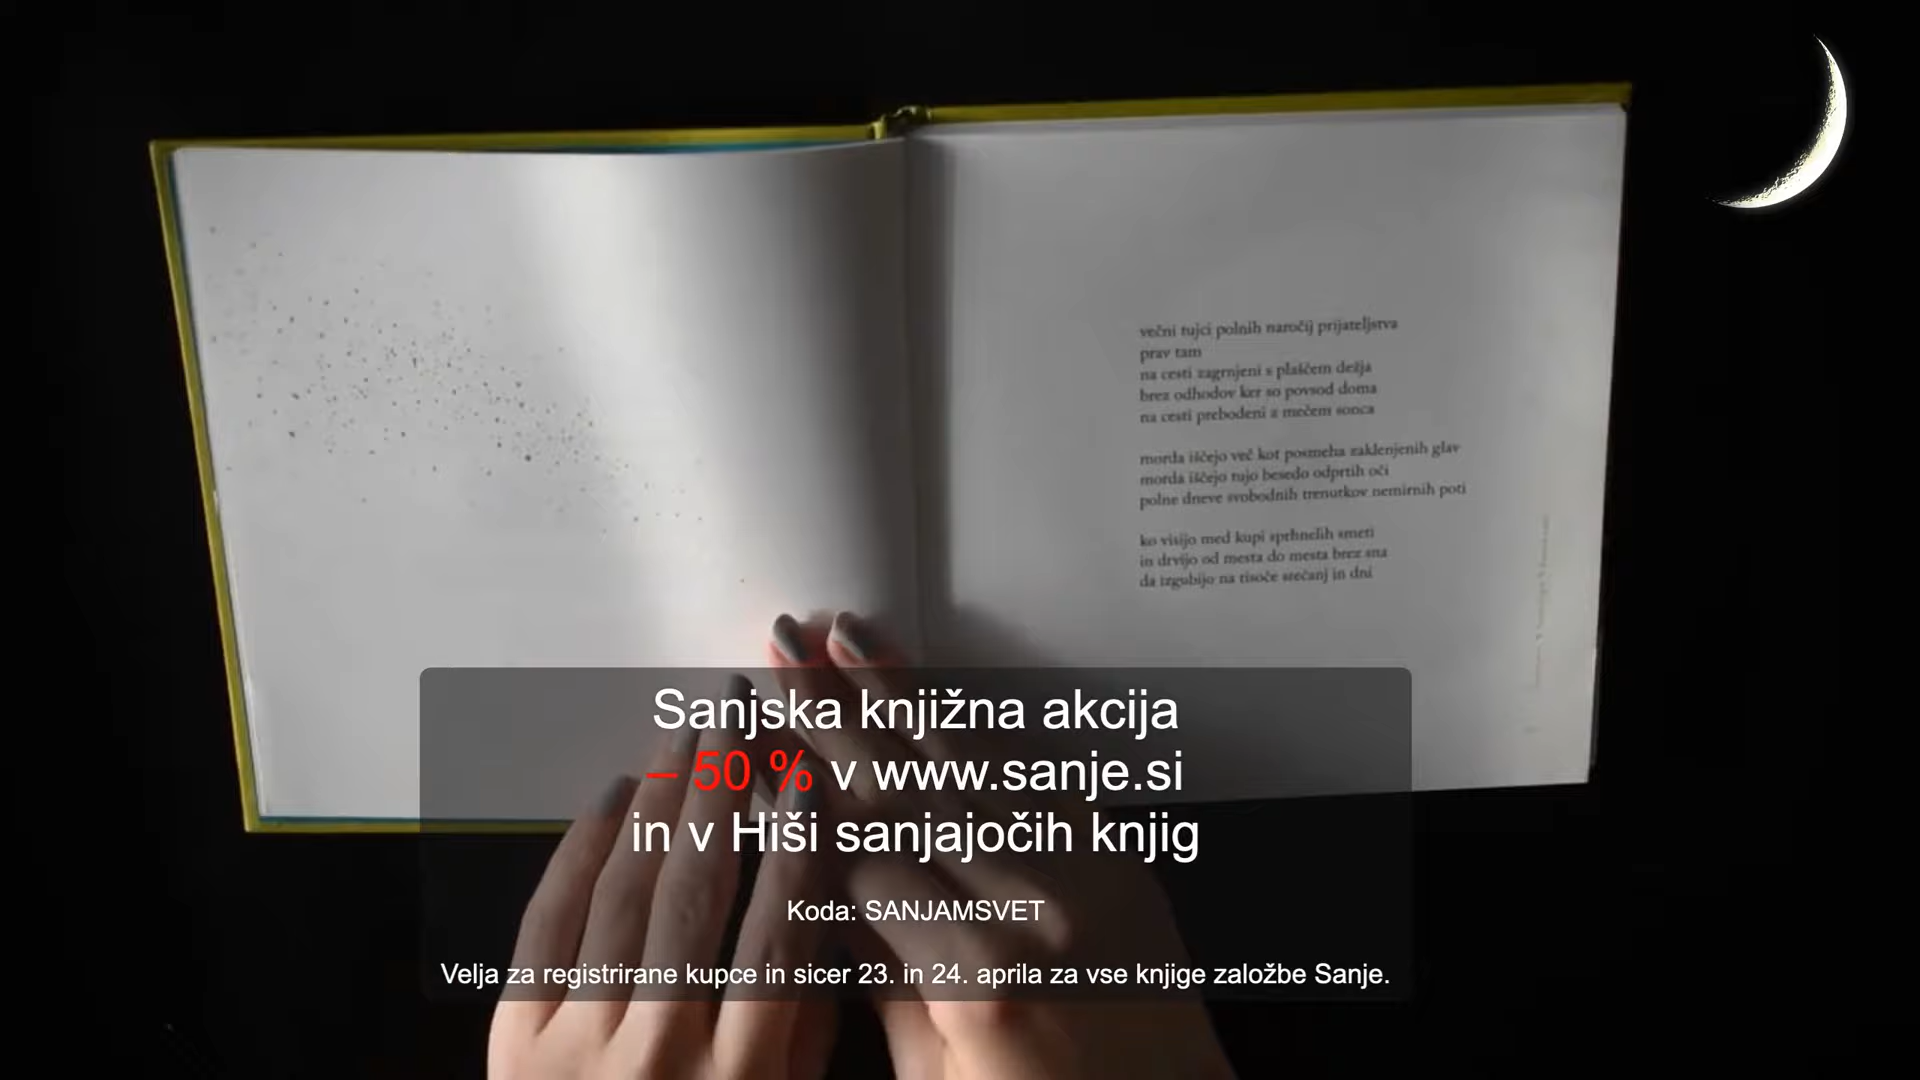 večni tujci polnih naročij prijateljstva
prav tam
na cesti zagrnjeni s plaščem dežja
brez odhodov ker so povsod doma
na cesti prebodeni z mečem sonca
morda iščejo več kot posmeha zaklenjenih glav
morda iščejo tujo besedo odprtih oči
polne dneve svobodnih trenutkov nemirnih poti
ko visijo med kupi sprhnelih smeti
in drvijo od mesta do mesta brez sna
da izgubijo na tisoče srečanj in dni
Sanjska knjižna akcija
– 50 % v www.sanje.si
in v Hiši sanjajočih knjig
Koda: SANJAMSVET
Velja za registrirane kupce in sicer 23. in 24. aprila za vse knjige založbe Sanje.